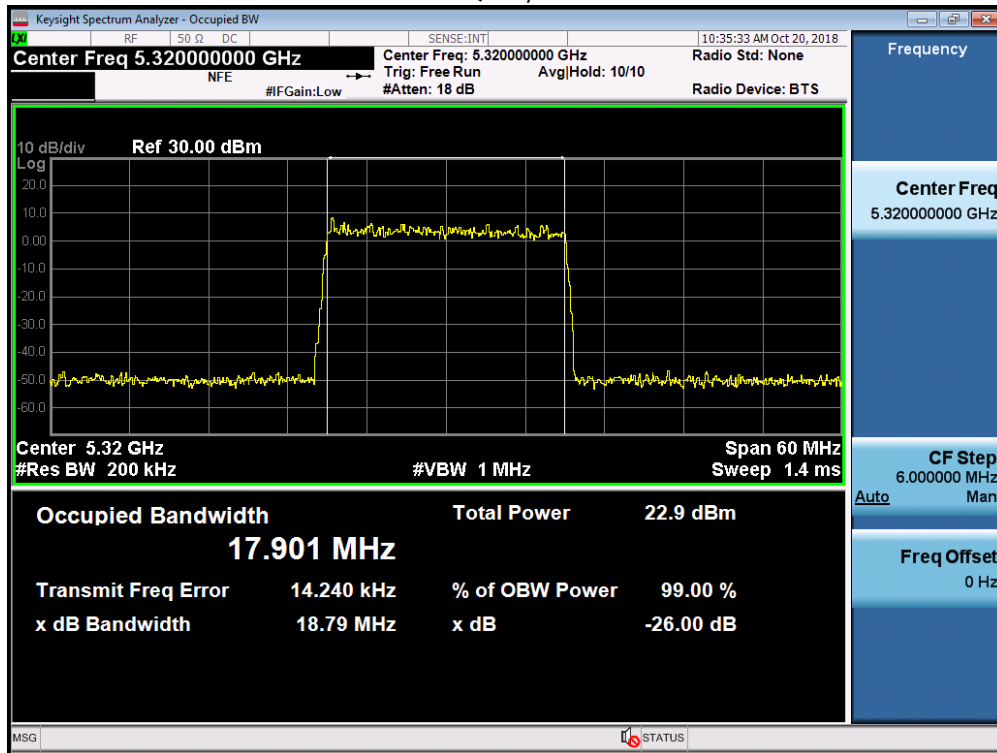 Keysight Spectrum Analyzer - Occupied BW
LXI RF 50 Ω DC SENSE:INT 10:35:33 AM Oct 20, 2018
Center Freq 5.320000000 GHz
NFE
#IFGain:Low
Center Freq: 5.320000000 GHz
Trig: Free Run Avg|Hold: 10/10
#Atten: 18 dB
Radio Std: None
Radio Device: BTS
10 dB/div Ref 30.00 dBm
Log
20.0
10.0
0.00
-10.0
-20.0
-30.0
-40.0
-50.0
-60.0
Center 5.32 GHz Span 60 MHz
#Res BW 200 kHz #VBW 1 MHz Sweep 1.4 ms
Occupied Bandwidth Total Power 22.9 dBm
17.901 MHz
Transmit Freq Error 14.240 kHz % of OBW Power 99.00 %
x dB Bandwidth 18.79 MHz x dB -26.00 dB
MSG STATUS
Frequency
Center Freq
5.320000000 GHz
CF Step
6.000000 MHz
Auto Man
Freq Offset
0 Hz